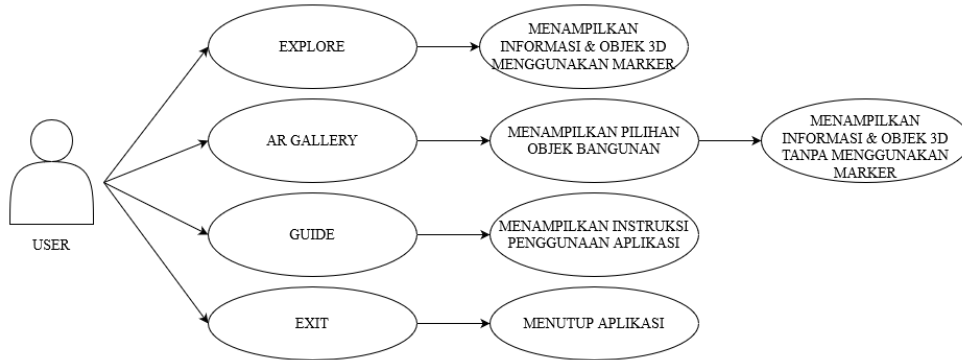 EXPLORE
MENAMPILKAN
INFORMASI & OBJEK 3D
MENGGUNAKAN MARKER
AR GALLERY
MENAMPILKAN PILIHAN
OBJEK BANGUNAN
MENAMPILKAN
INFORMASI & OBJEK 3D
TANPA MENGGUNAKAN
MARKER
USER
GUIDE
MENAMPILKAN INSTRUKSI
PENGGUNAAN APLIKASI
EXIT
MENUTUP APLIKASI